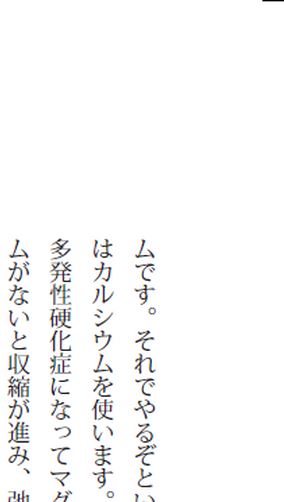 ムです。それでやるぞとい
はカルシウムを使います。
多発性硬化症になってマグ
ムがないと収縮が進み、弛